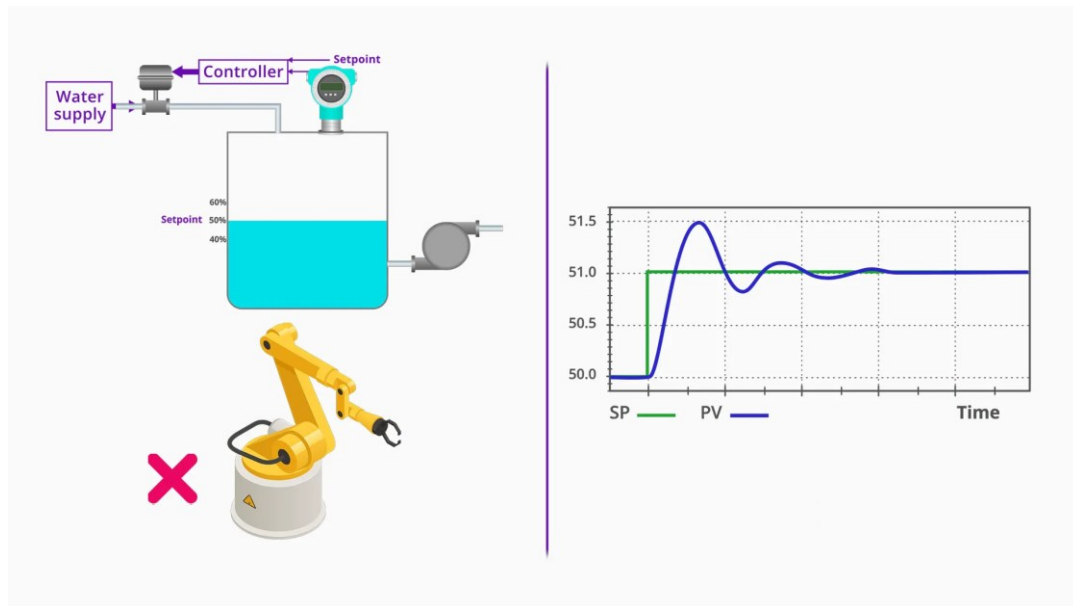 Setpoint
Controller
Water
supply
60%
Setpoint 50%
40%
51.5
51.0
50.5
50.0
SP PV Time